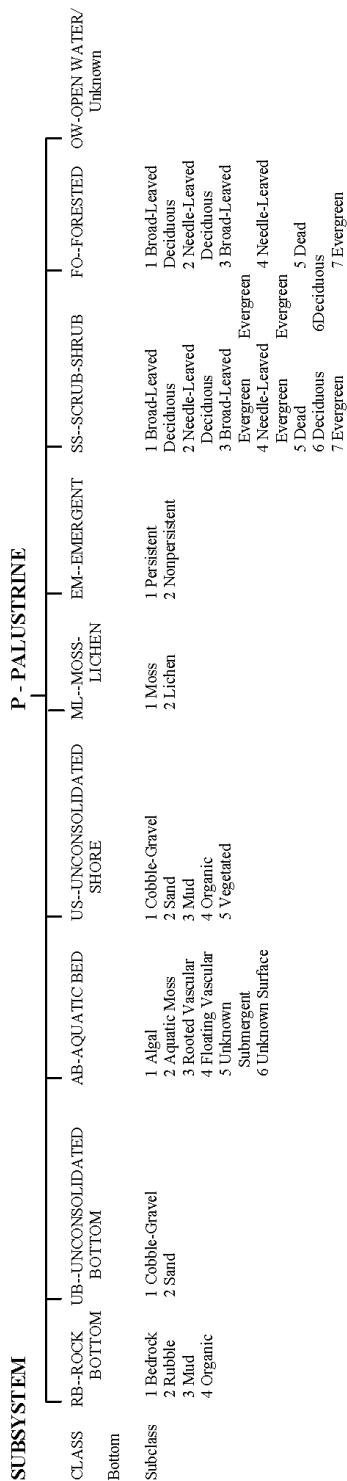 SUBSYSTEM
P - PALUSTRINE
CLASS
Bottom
Subclass
RB--ROCK
BOTTOM
1 Bedrock
2 Rubble
3 Mud
4 Organic
UB--UNCONSOLIDATED
BOTTOM
1 Cobble-Gravel
2 Sand
AB-AQUATIC BED
1 Algal
2 Aquatic Moss
3 Rooted Vascular
4 Floating Vascular
5 Unknown
Submergent
6 Unknown Surface
US--UNCONSOLIDATED
SHORE
1 Cobble-Gravel
2 Sand
3 Mud
4 Organic
5 Vegetated
ML--MOSS-
LICHEN
1 Moss
2 Lichen
EM--EMERGENT
1 Persistent
2 Nonpersistent
SS--SCRUB-SHRUB
1 Broad-Leaved
Deciduous
2 Needle-Leaved
Deciduous
3 Broad-Leaved
Evergreen
4 Needle-Leaved
Evergreen
5 Dead
6 Deciduous
7 Evergreen
FO--FORESTED
1 Broad-Leaved
Deciduous
2 Needle-Leaved
Deciduous
3 Broad-Leaved
Evergreen
4 Needle-Leaved
Evergreen
5 Dead
6Deciduous
7 Evergreen
OW-OPEN WATER/
Unknown